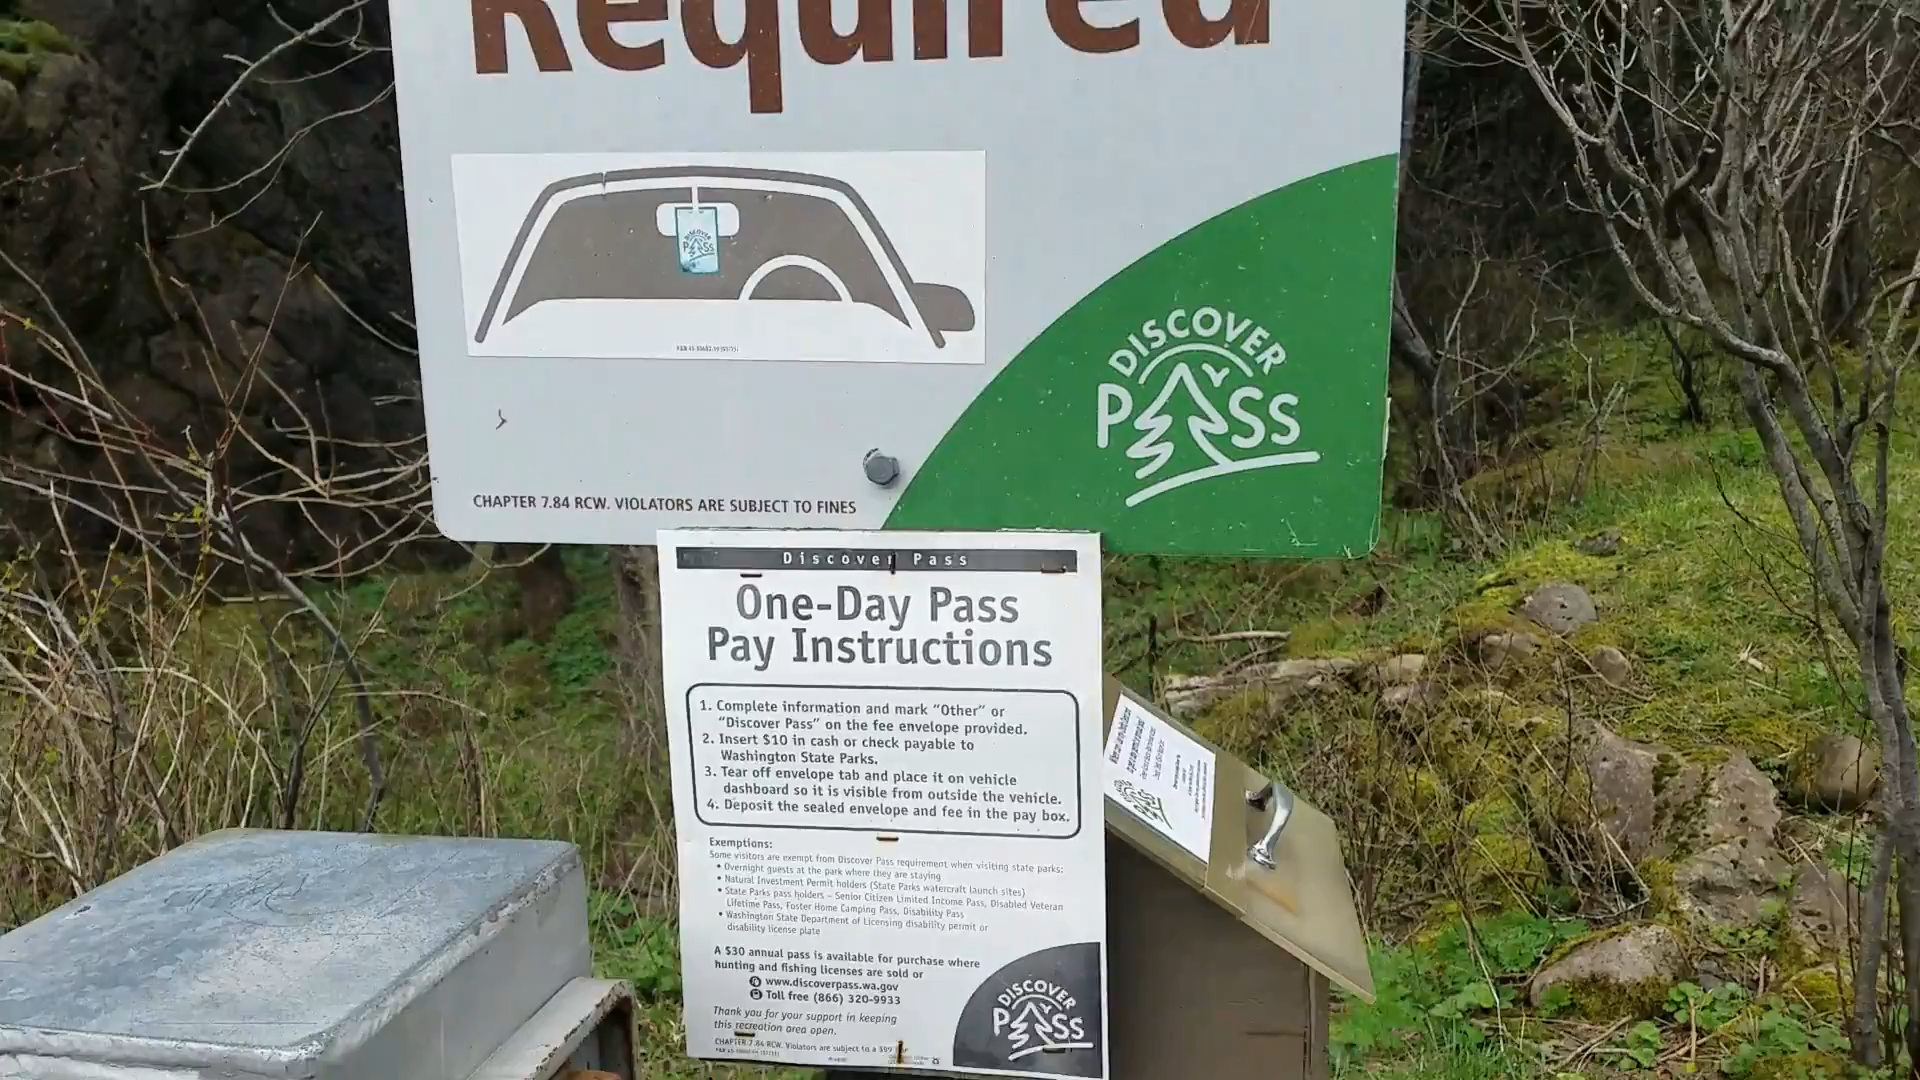 Required
DISCOVER
PASS
DISCOVER
PASS
CHAPTER 7.84 RCW. VIOLATORS ARE SUBJECT TO FINES
Discover Pass
One-Day Pass
Pay Instructions
1. Complete information and mark “Other” or
“Discover Pass” on the fee envelope provided.
2. Insert $10 in cash or check payable to
Washington State Parks.
3. Tear off envelope tab and place it on vehicle
dashboard so it is visible from outside the vehicle.
4. Deposit the sealed envelope and fee in the pay box.
Exemptions:
Some visitors are exempt from Discover Pass requirement when visiting state parks:
• Overnight guests at the park where they are staying
• Natural Investment Permit holders (State Parks watercraft launch sites)
• State Parks pass holders – Senior Citizen Limited Income Pass, Disabled Veteran
Lifetime Pass, Foster Home Camping Pass, Disability Pass
• Washington State Department of Licensing disability permit or
disability license plate
A $30 annual pass is available for purchase where
hunting and fishing licenses are sold or
www.discoverpass.wa.gov
Toll free (866) 320-9933
Thank you for your support in keeping
this recreation area open.
CHAPTER 7.84 RCW. Violators are subject to a $99
DISCOVER
PASS
PASS